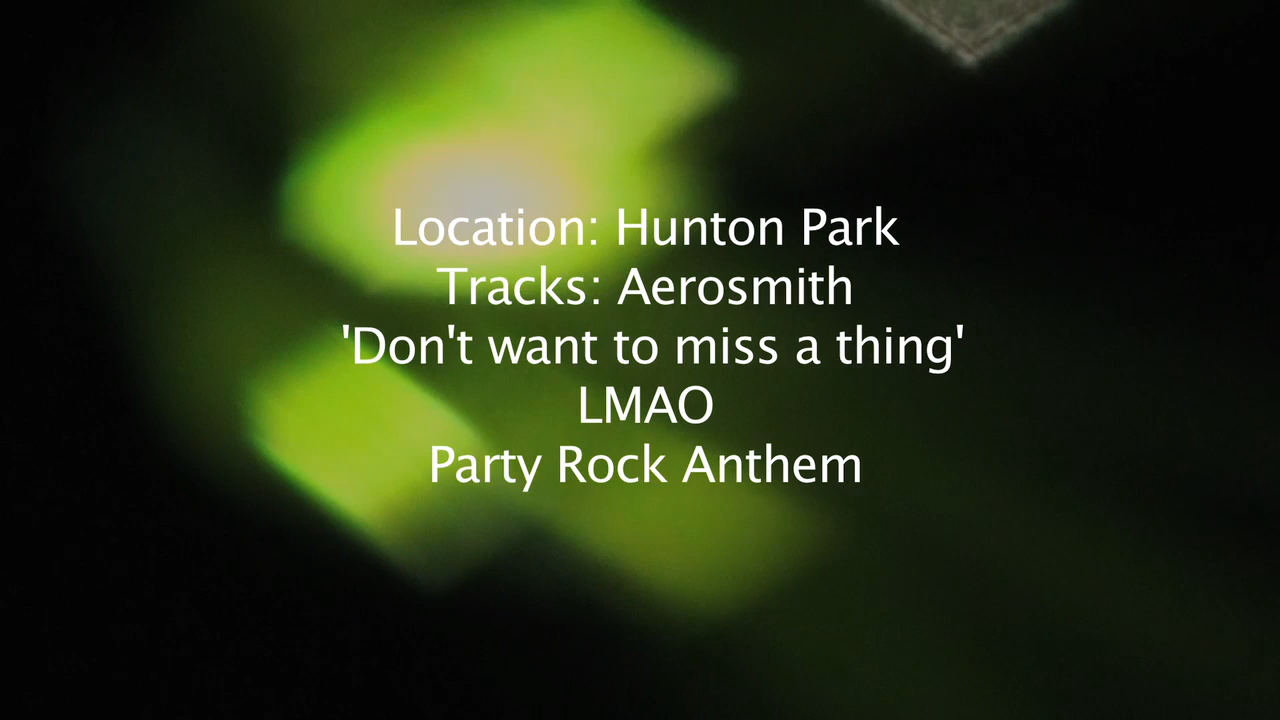 Location: Hunton Park
Tracks: Aerosmith
'Don't want to miss a thing'
LMAO
Party Rock Anthem